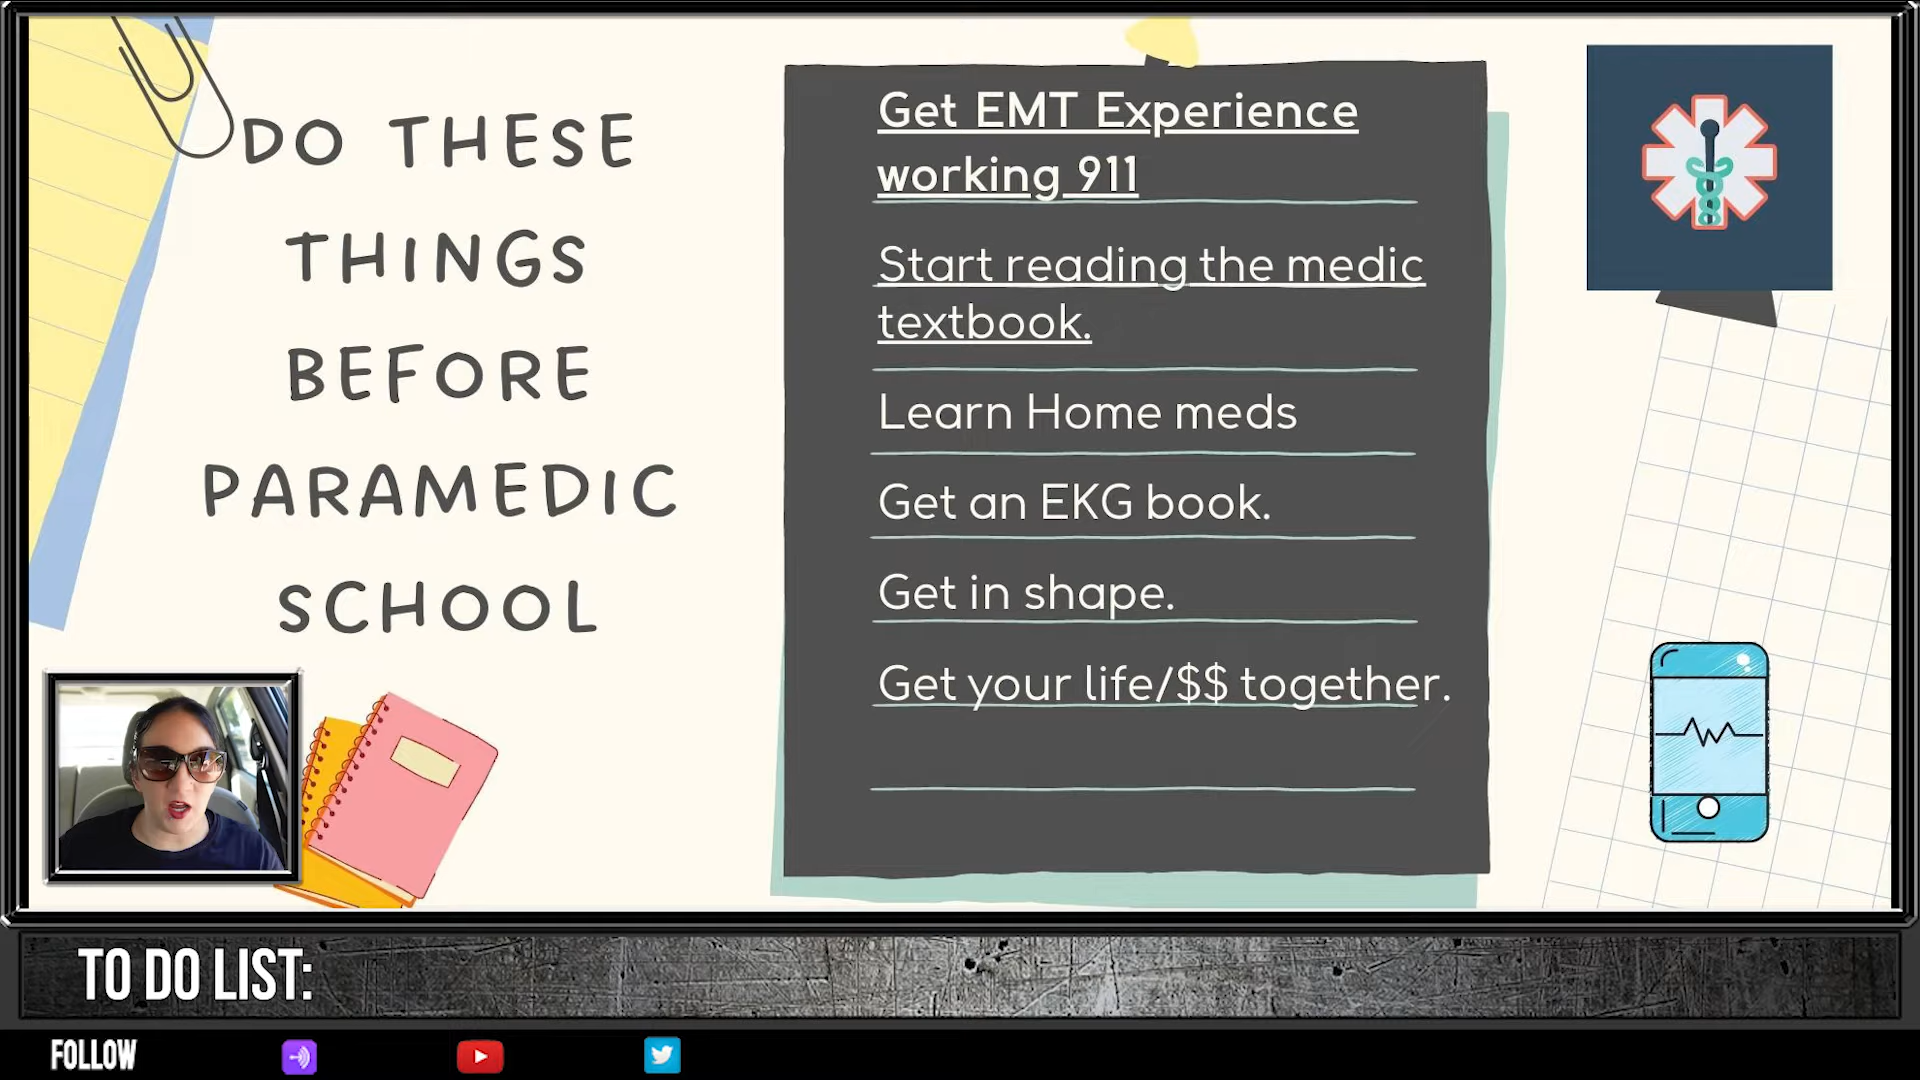 DO THESE
THINGS
BEFORE
PARAMEDIC
SCHOOL
Get EMT Experience
working 911
Start reading the medic
textbook.
Learn Home meds
Get an EKG book.
Get in shape.
Get your life/$$ together.
TO DO LIST:
FOLLOW